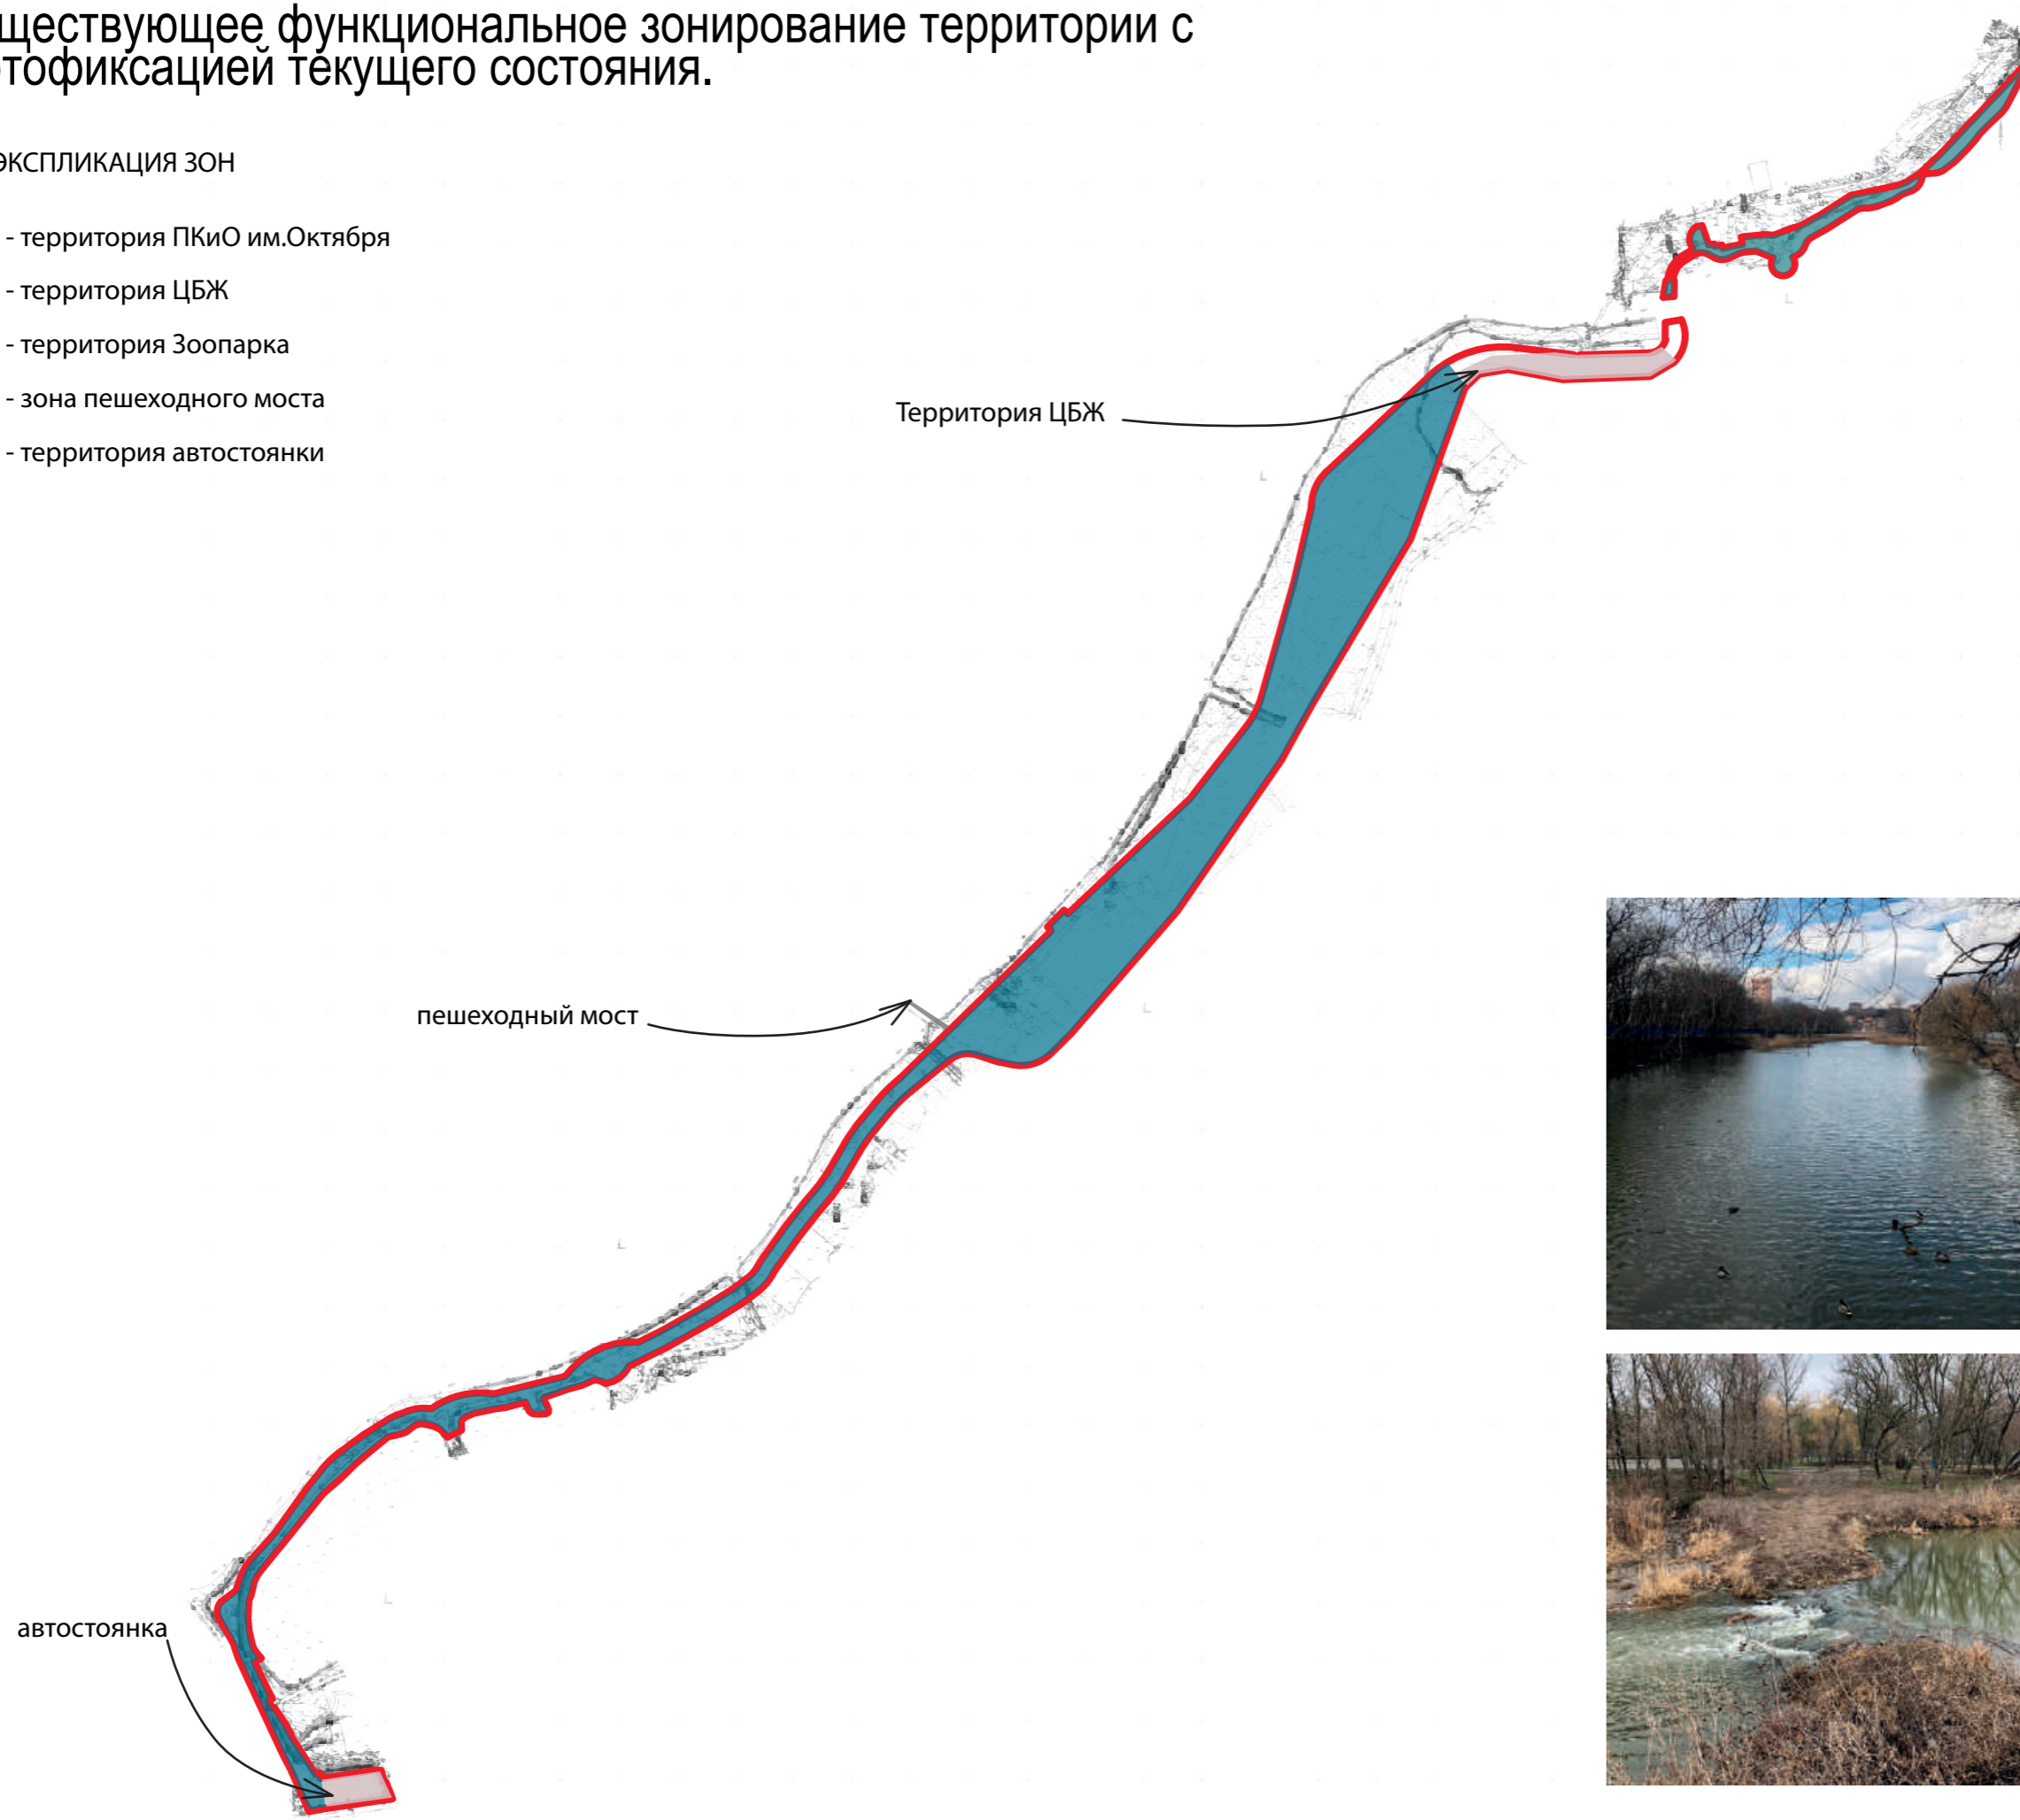 ществующее функциональное зонирование территории с
тофиксацией текущего состояния.
ЭКСПЛИКАЦИЯ ЗОН
- территория ПКиО им.Октября
- территория ЦБЖ
- территория Зоопарка
- зона пешеходного моста
- территория автостоянки
Территория ЦБЖ
пешеходный мост
автостоянка